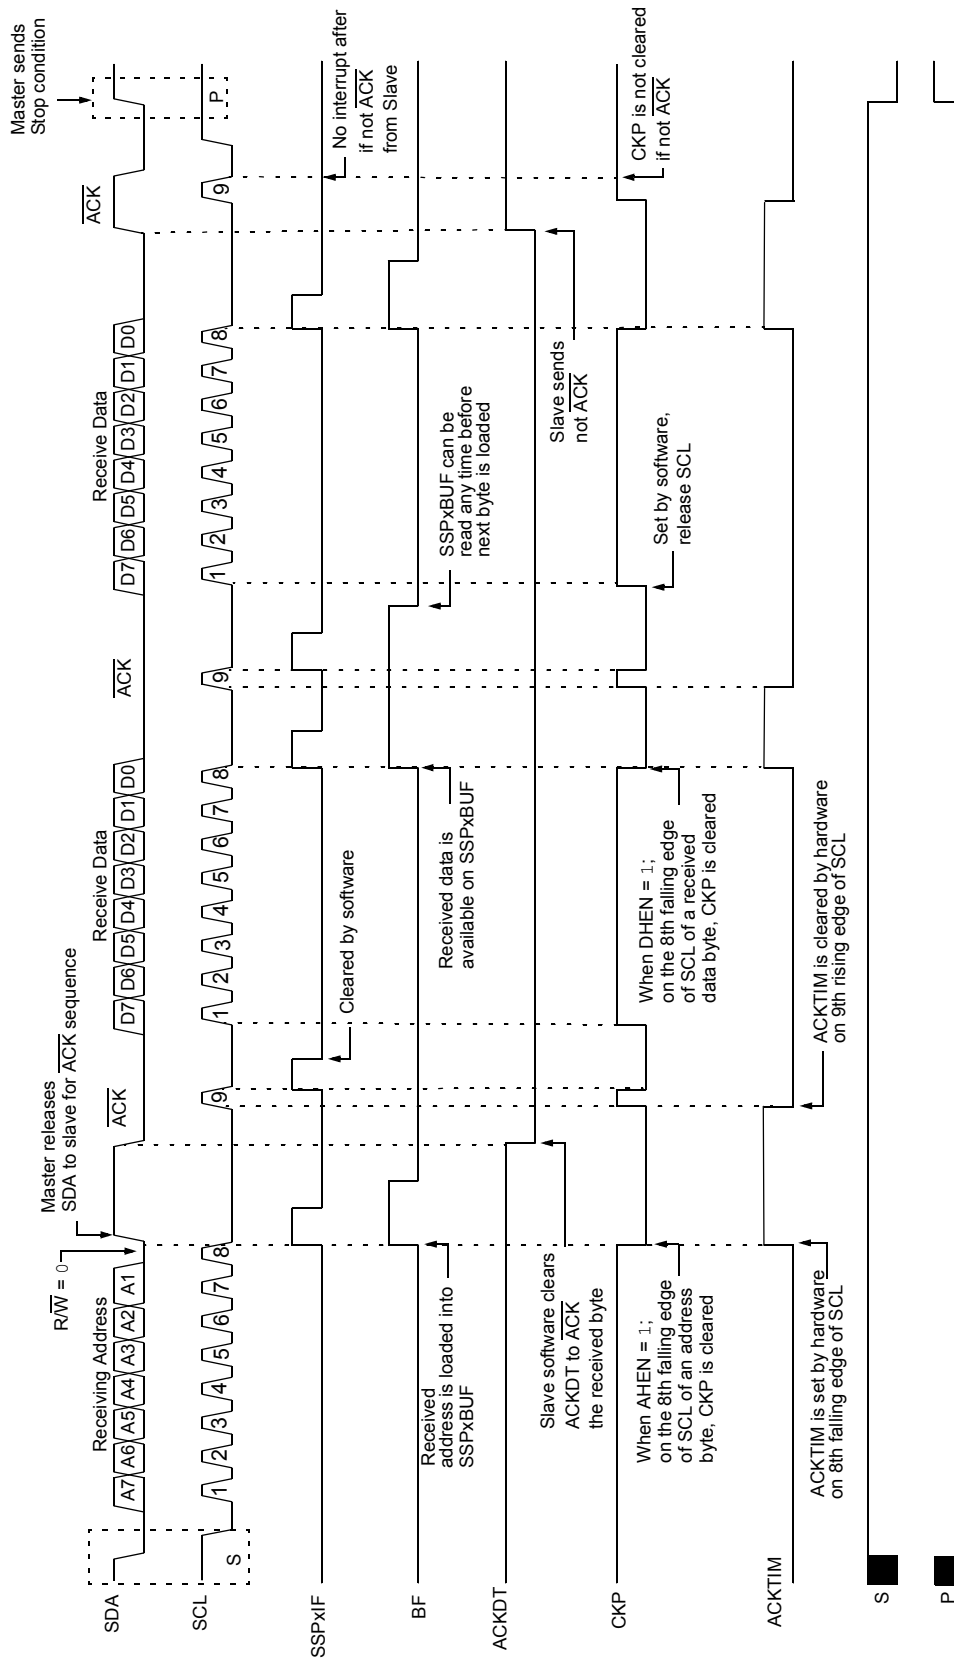 Master sends
Stop condition
Master releases
SDA to slave for ACK sequence
R/W = 0
Receiving Address
ACK
Receive Data
ACK
Receive Data
ACK
SDA
A7 A6 A5 A4 A3 A2 A1
D7 D6 D5 D4 D3 D2 D1 D0
D7 D6 D5 D4 D3 D2 D1 D0
SCL
S
1 2 3 4 5 6 7 8 9
1 2 3 4 5 6 7 8 9
1 2 3 4 5 6 7 8 9
P
SSPxIF
Cleared by software
No interrupt after
if not ACK
from Slave
BF
Received
address is loaded into
SSPxBUF
Received data is
available on SSPxBUF
SSPxBUF can be
read any time before
next byte is loaded
ACKDT
Slave software clears
ACKDT to ACK
the received byte
Slave sends
not ACK
CKP
When AHEN = 1;
on the 8th falling edge
of SCL of an address
byte, CKP is cleared
When DHEN = 1;
on the 8th falling edge
of SCL of a received
data byte, CKP is cleared
Set by software,
release SCL
CKP is not cleared
if not ACK
ACKTIM
ACKTIM is set by hardware
on 8th falling edge of SCL
ACKTIM is cleared by hardware
on 9th rising edge of SCL
S
P